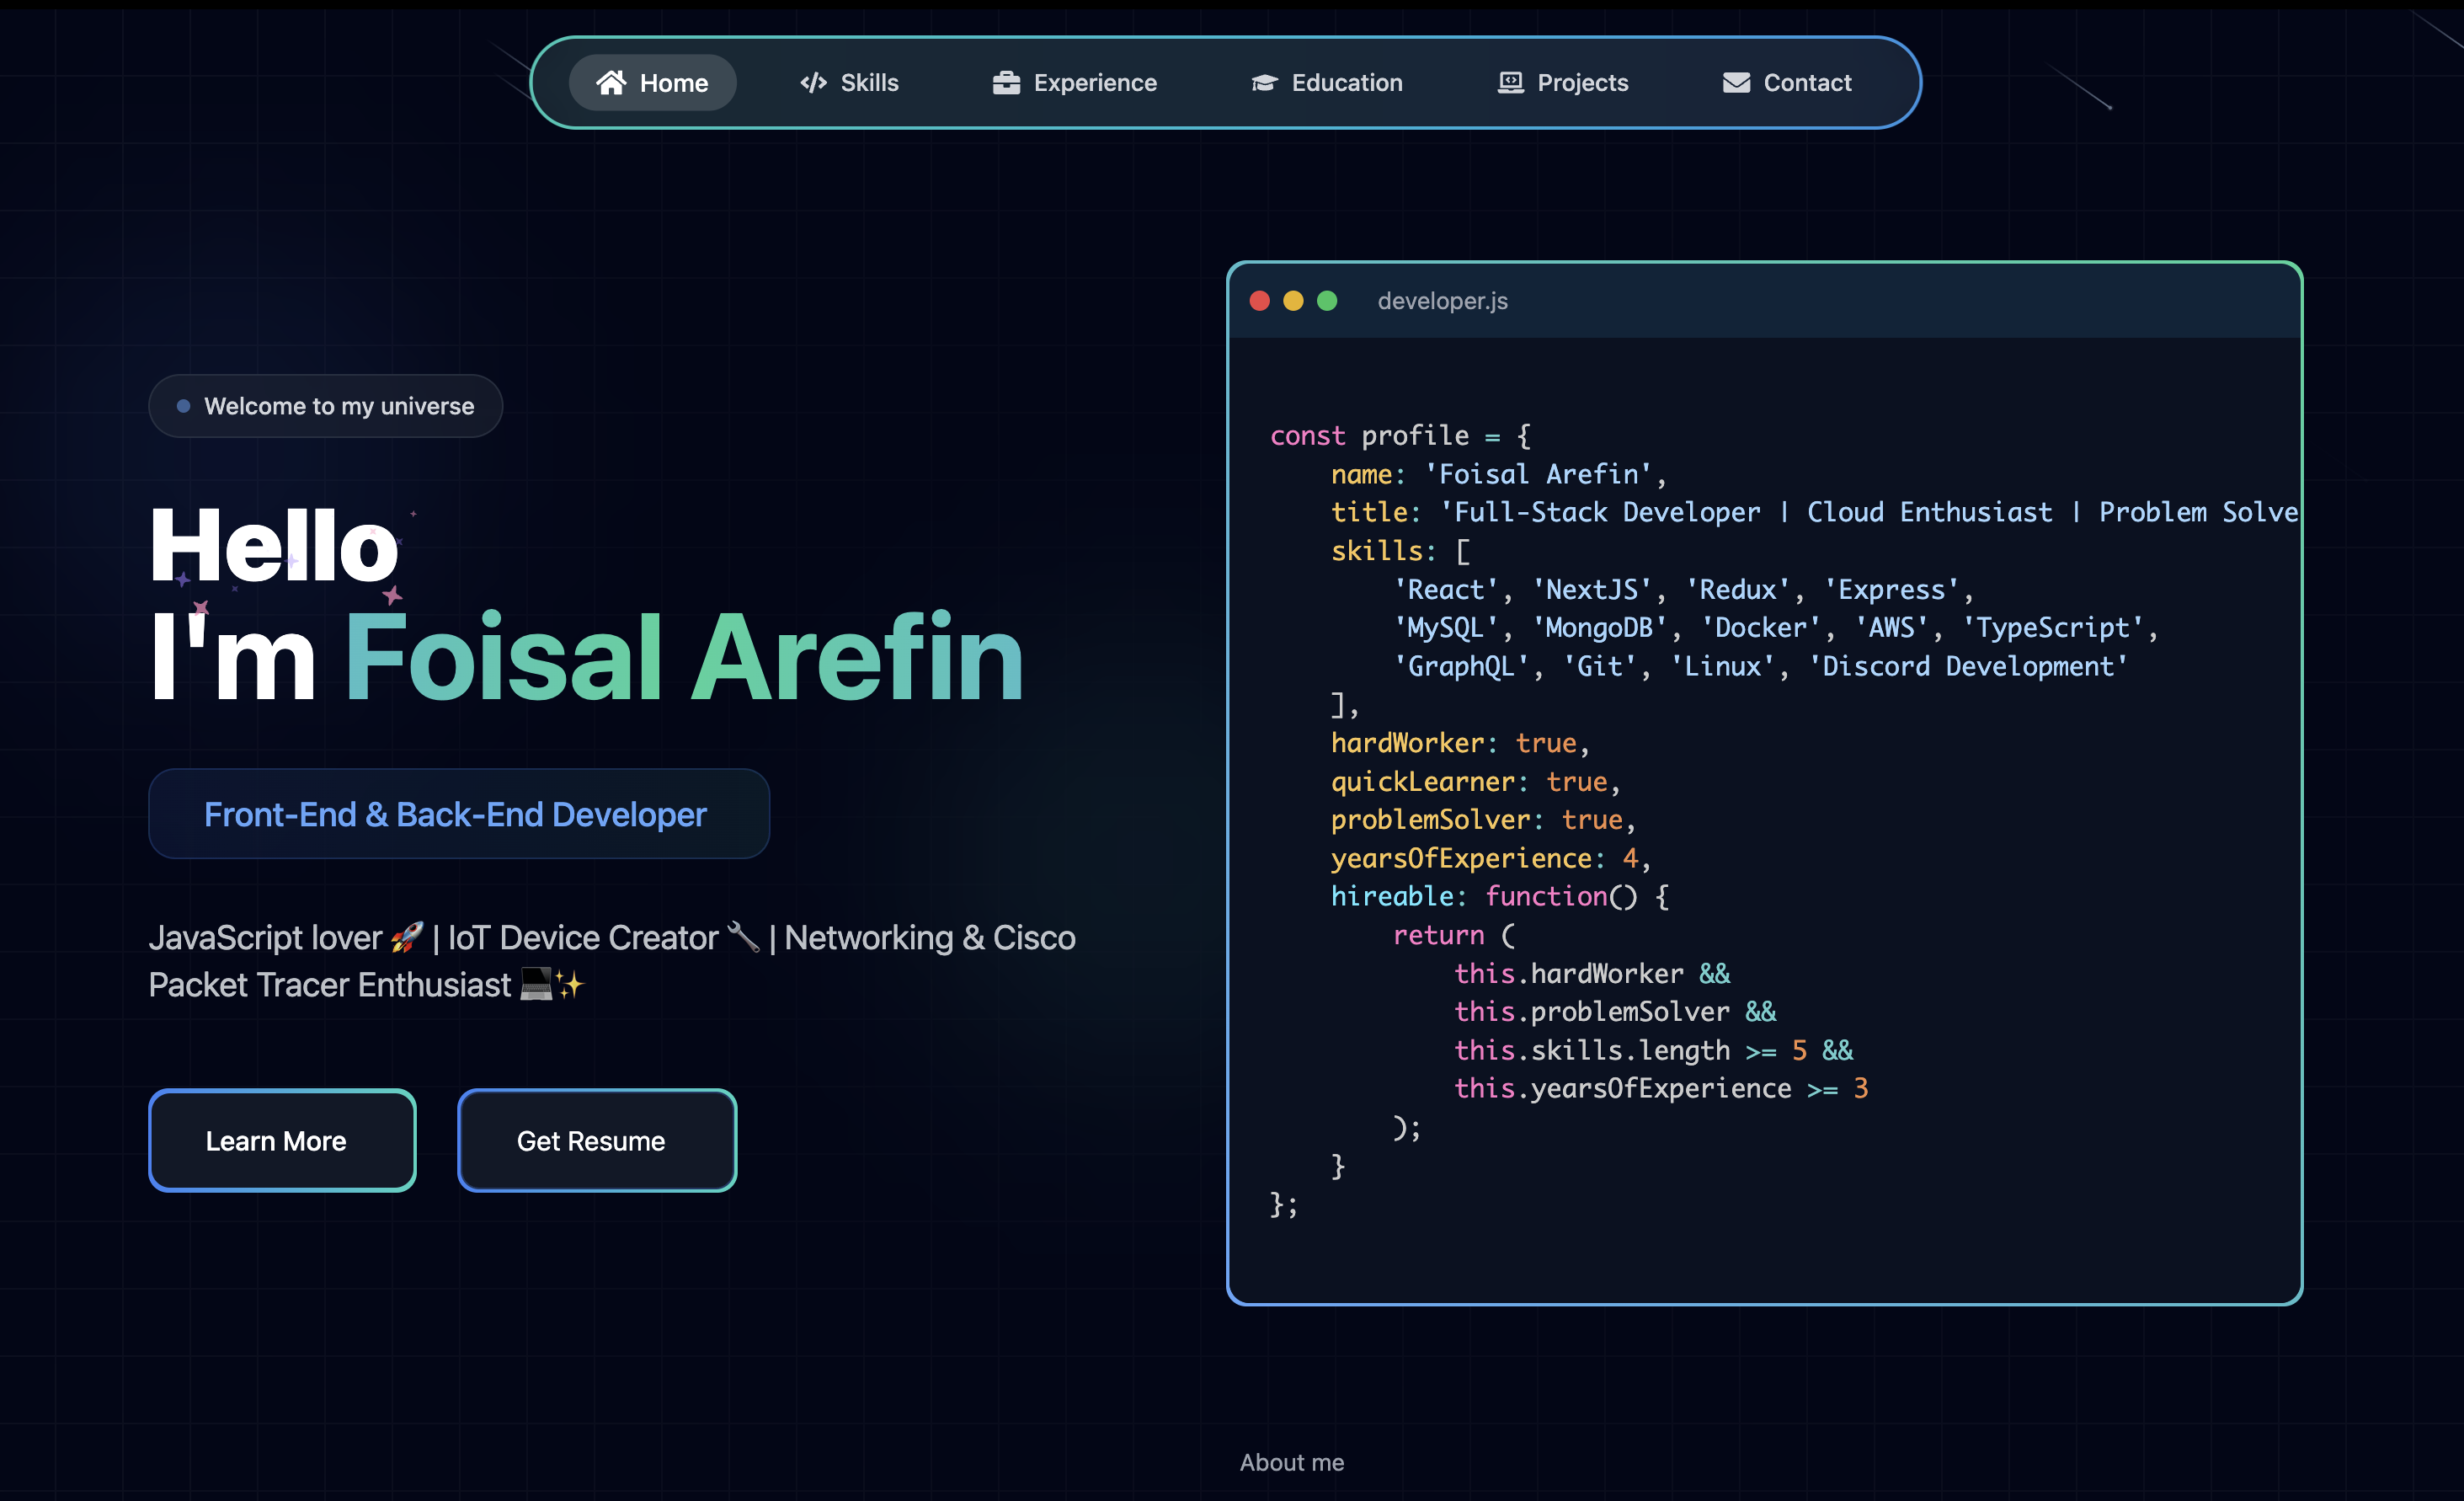 Home
Skills
Experience
Education
Projects
Contact
Welcome to my universe
Hello
I'm Foisal Arefin
Front-End & Back-End Developer
JavaScript lover 🚀 | IoT Device Creator 🔧 | Networking & Cisco
Packet Tracer Enthusiast 💻✨
Learn More
Get Resume
developer.js
const profile = {
    name: 'Foisal Arefin',
    title: 'Full-Stack Developer | Cloud Enthusiast | Problem Solve
    skills: [
        'React', 'NextJS', 'Redux', 'Express',
        'MySQL', 'MongoDB', 'Docker', 'AWS', 'TypeScript',
        'GraphQL', 'Git', 'Linux', 'Discord Development'
    ],
    hardWorker: true,
    quickLearner: true,
    problemSolver: true,
    yearsOfExperience: 4,
    hireable: function() {
        return (
            this.hardWorker &&
            this.problemSolver &&
            this.skills.length >= 5 &&
            this.yearsOfExperience >= 3
        );
    }
};
About me